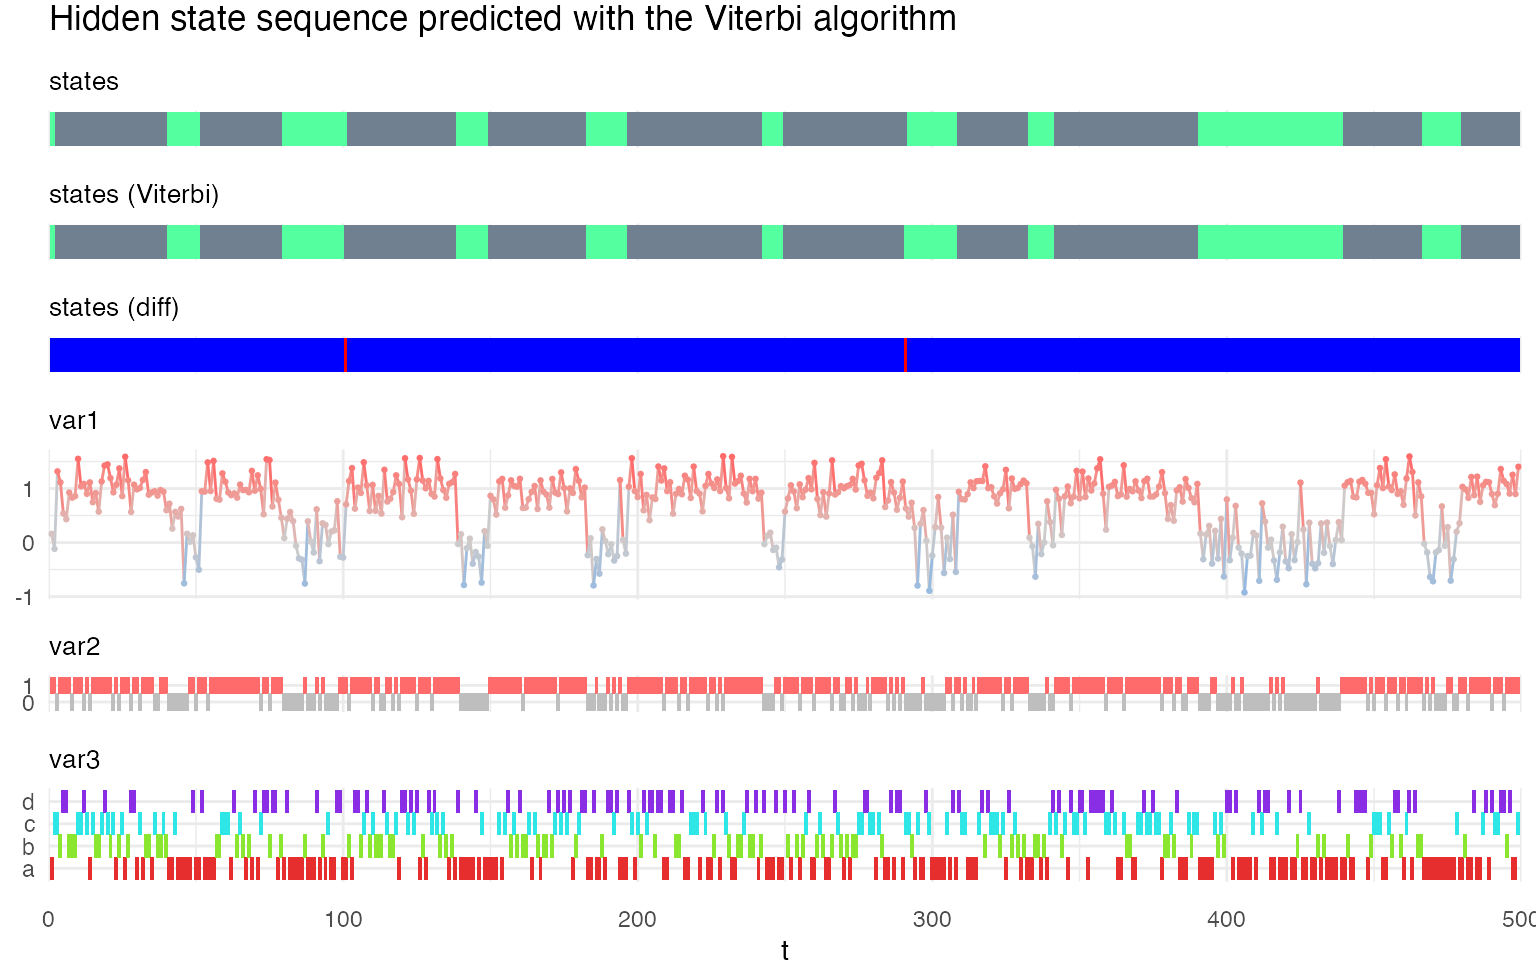 Hidden state sequence predicted with the Viterbi algorithm
states
states (Viterbi)
states (diff)
var1
1
0
-1
var2
1
0
var3
d
c
b
a
0 100 200 300 400 500
t